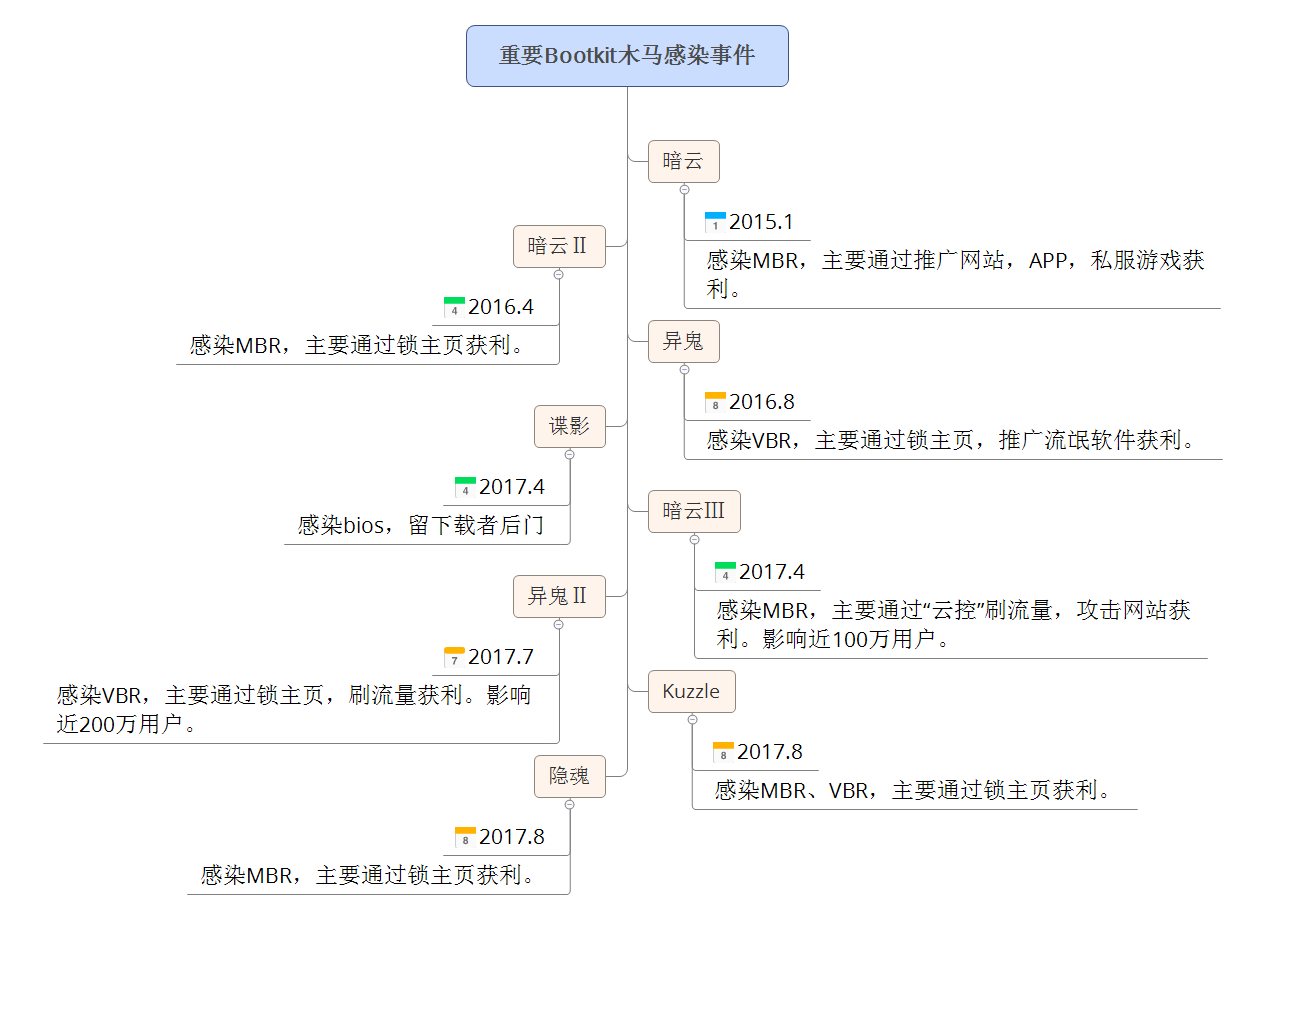 重要Bootkit木马感染事件
暗云
1
2015.1
感染MBR，主要通过推广网站，APP，私服游戏获
利。
暗云Ⅱ
4
2016.4
感染MBR，主要通过锁主页获利。
异鬼
8
2016.8
感染VBR，主要通过锁主页，推广流氓软件获利。
谍影
4
2017.4
感染bios，留下载者后门
暗云Ⅲ
4
2017.4
感染MBR，主要通过“云控”刷流量，攻击网站获
利。影响近100万用户。
异鬼Ⅱ
7
2017.7
感染VBR，主要通过锁主页，刷流量获利。影响
近200万用户。
Kuzzle
8
2017.8
感染MBR、VBR，主要通过锁主页获利。
隐魂
8
2017.8
感染MBR，主要通过锁主页获利。